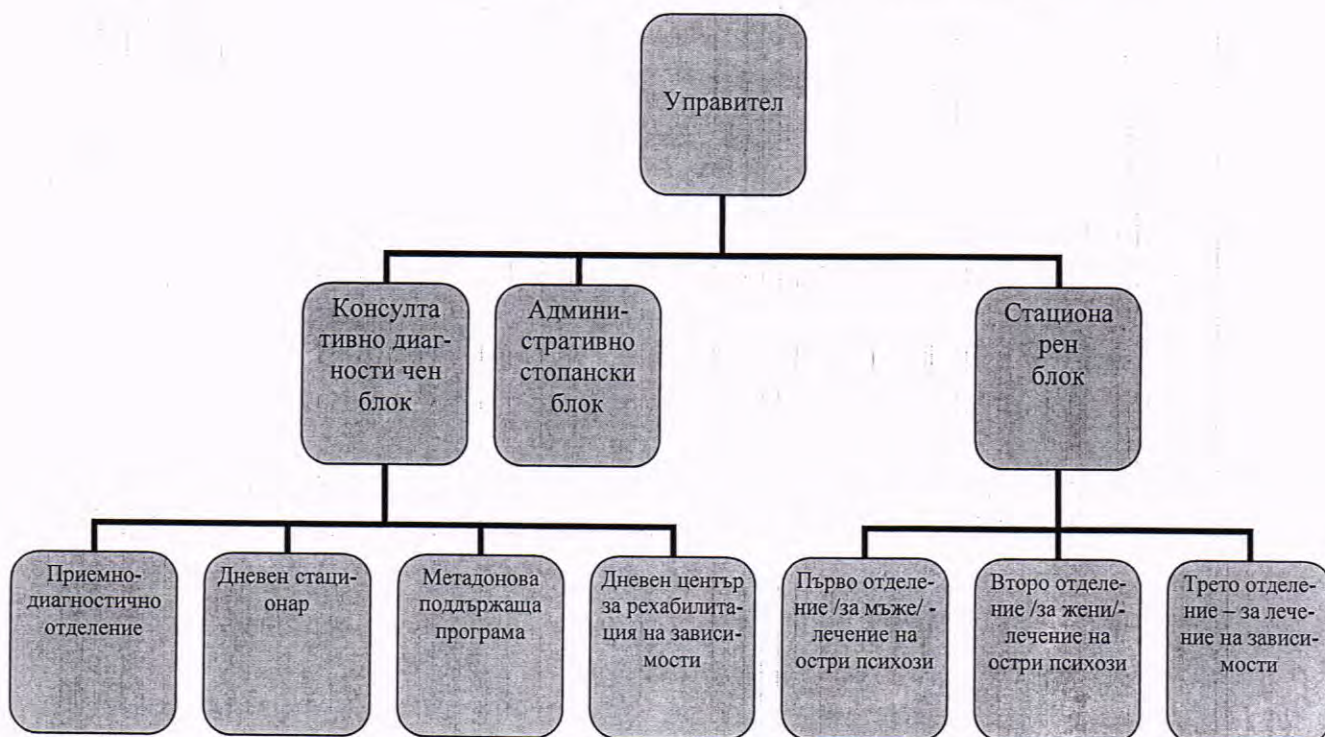 Управител
Консулта
тивно диаг-
ности чен
блок
Админи-
стративно
стопански
блок
Стациона
рен
блок
Приемно-
диагностично
отделение
Дневен стаци-
онар
Метадонова
поддържаща
програма
Дневен център
за рехабилита-
ция на зависи-
мости
Първо отделе-
ние /за мъже/ -
лечение на
остри психози
Второ отделе-
ние /за жени/-
лечение на
остри психози
Трето отделе-
ние – за лече-
ние на зависи-
мости